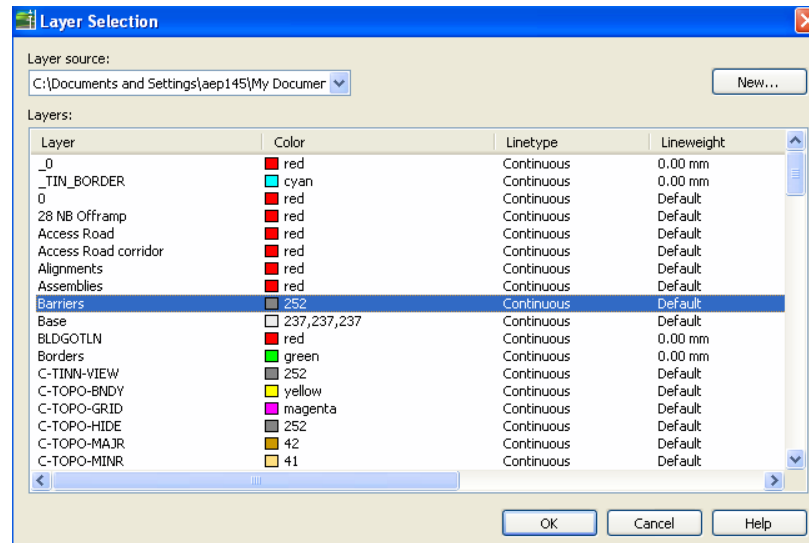 Layer Selection
Layer source:
C:\Documents and Settings\aep145\My Documer
New...
Layers:
Layer Color Linetype Lineweight
_0 red Continuous 0.00 mm
_TIN_BORDER cyan Continuous 0.00 mm
0 red Continuous Default
28 NB Offramp red Continuous Default
Access Road red Continuous Default
Access Road corridor red Continuous Default
Alignments red Continuous Default
Assemblies red Continuous Default
Barriers 252 Continuous Default
Base 237,237,237 Continuous Default
BLDGOTLN red Continuous 0.00 mm
Borders green Continuous 0.00 mm
C-TINN-VIEW 252 Continuous Default
C-TOPO-BNDY yellow Continuous Default
C-TOPO-GRID magenta Continuous Default
C-TOPO-HIDE 252 Continuous Default
C-TOPO-MAJR 42 Continuous Default
C-TOPO-MINR 41 Continuous Default
OK Cancel Help